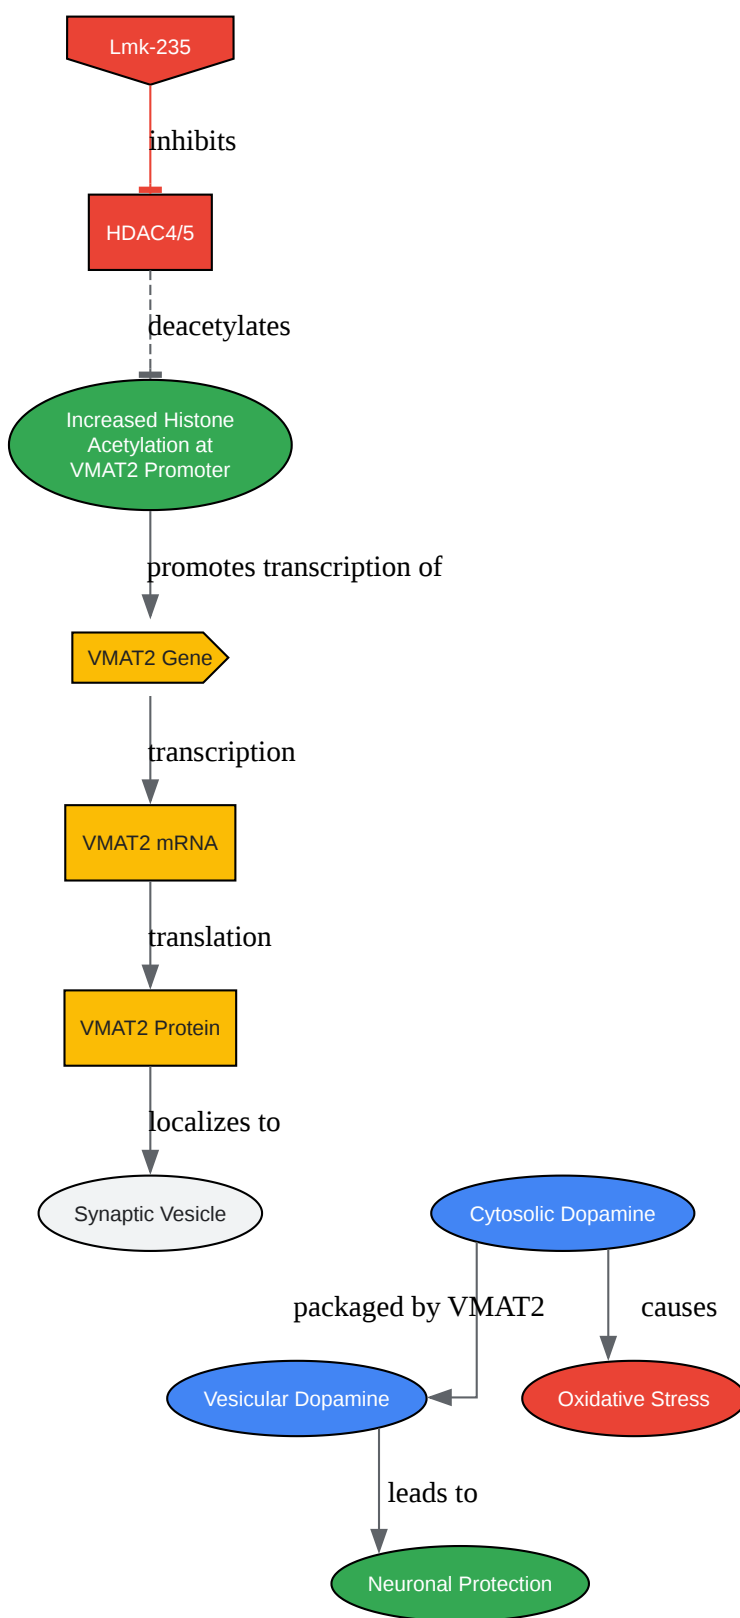 Lmk-235
inhibits
HDAC4/5
deacetylates
Increased Histone
Acetylation at
VMAT2 Promoter
promotes transcription of
VMAT2 Gene
transcription
VMAT2 mRNA
translation
VMAT2 Protein
localizes to
Synaptic Vesicle
Cytosolic Dopamine
packaged by VMAT2
causes
Vesicular Dopamine
Oxidative Stress
leads to
Neuronal Protection